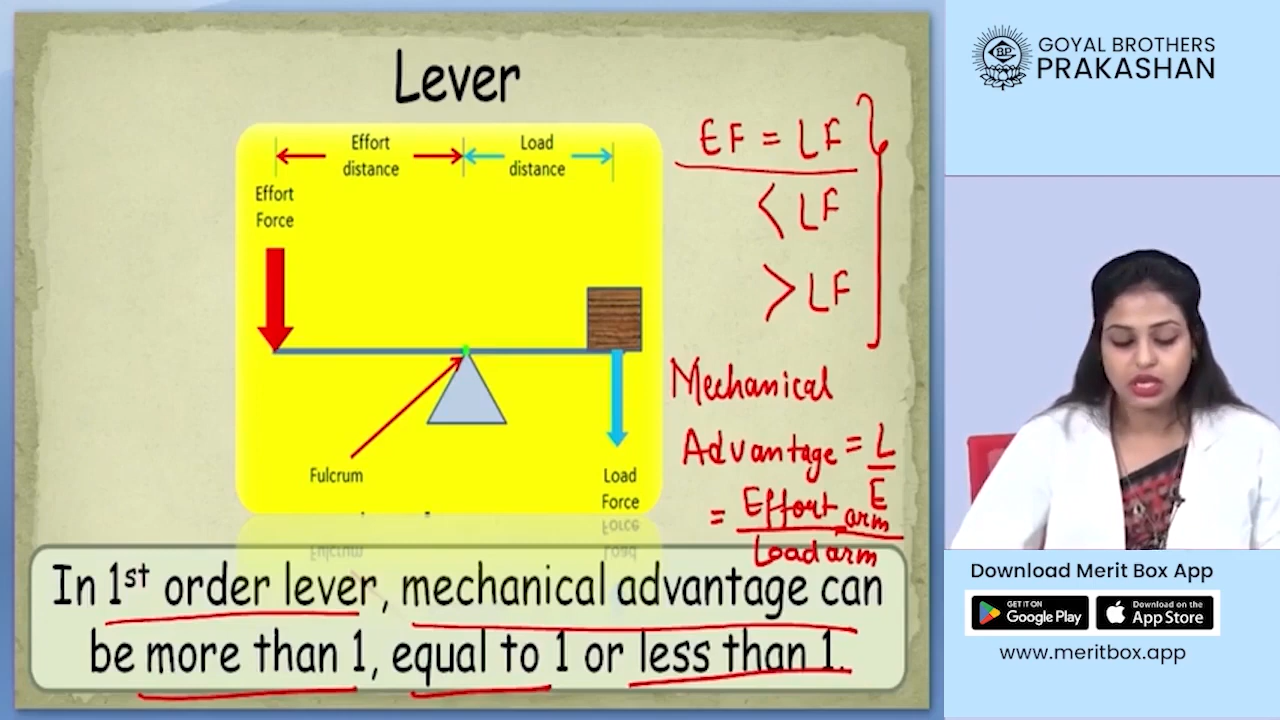 Lever
Effort
distance
Load
distance
Effort
Force
Fulcrum
Load
Force
EF = LF
< LF
> LF
Mechanical
Advantage = L
E
= Effort arm
Load arm
In 1st order lever, mechanical advantage can
be more than 1, equal to 1 or less than 1.
BP
GOYAL BROTHERS
PRAKASHAN
Download Merit Box App
GET IT ON
Google Play
Download on the
App Store
www.meritbox.app